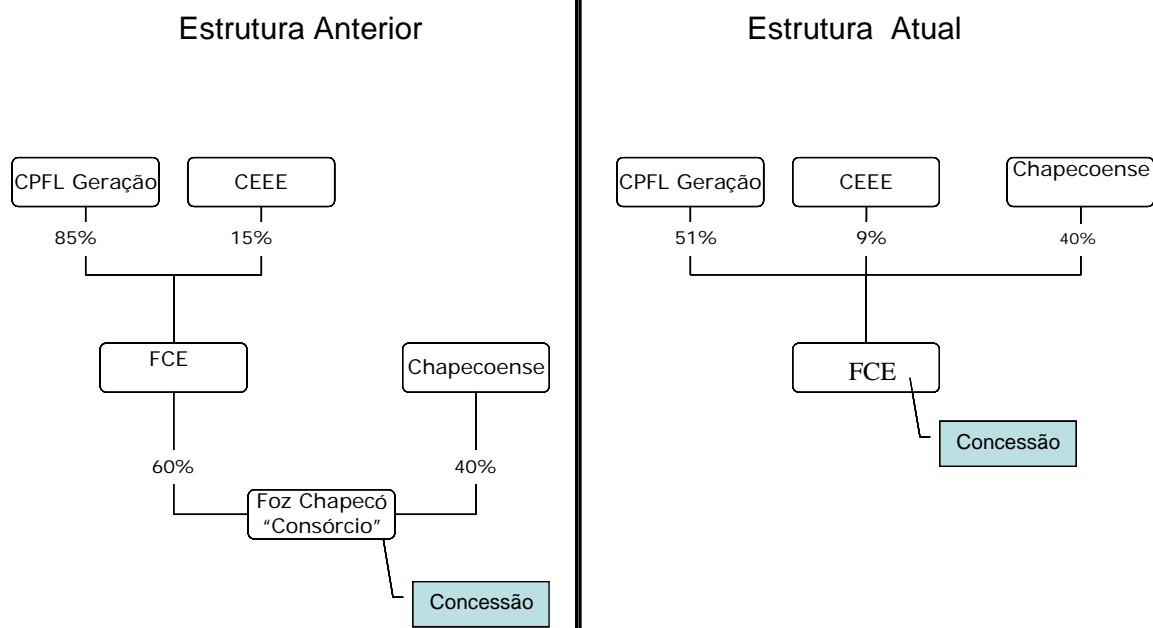 Estrutura Anterior
CPFL Geração
CEEE
85%
15%
FCE
Chapecoense
60%
40%
Foz Chapecó
"Consórcio"
Concessão
Estrutura Atual
CPFL Geração
CEEE
Chapecoense
51%
9%
40%
FCE
Concessão